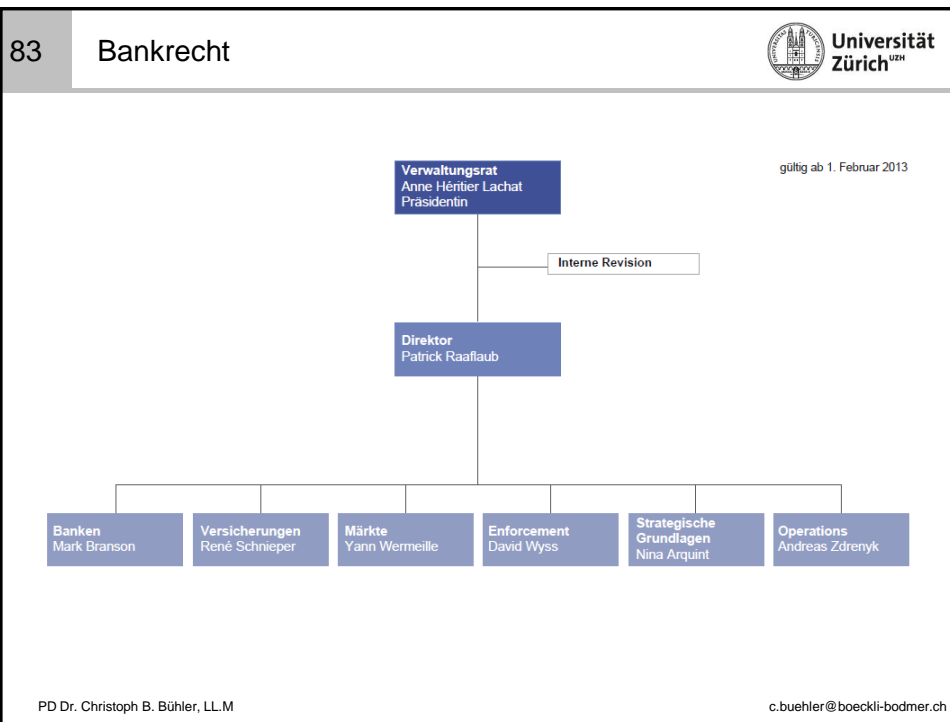 83
Bankrecht
Universität
Zürich UZH
gültig ab 1. Februar 2013
Verwaltungsrat
Anne Héritier Lachat
Präsidentin
Interne Revision
Direktor
Patrick Raaflaub
Banken
Mark Branson
Versicherungen
René Schnieper
Märkte
Yann Wermeille
Enforcement
David Wyss
Strategische
Grundlagen
Nina Arquint
Operations
Andreas Zdrenyk
PD Dr. Christoph B. Bühler, LL.M
c.buehler@boeckli-bodmer.ch